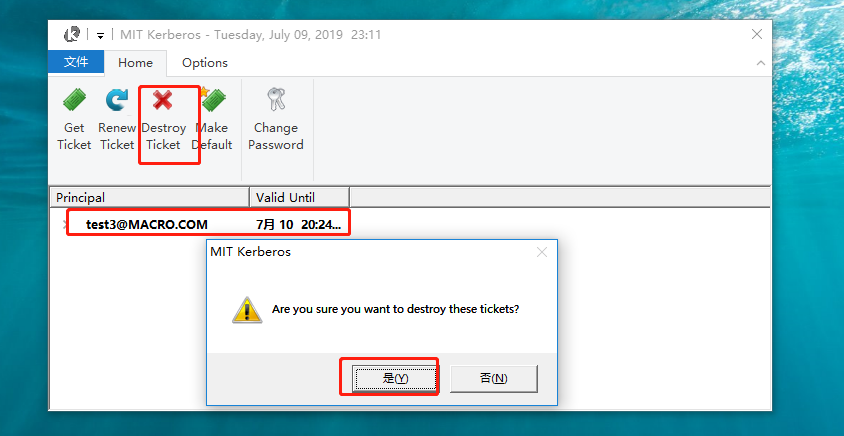 MIT Kerberos - Tuesday, July 09, 2019 23:11
文件 Home Options
Get Ticket
Renew Ticket
Destroy Ticket
Make Default
Change Password
Principal Valid Until
test3@MACRO.COM 7月 10 20:24...
MIT Kerberos
Are you sure you want to destroy these tickets?
是(Y) 否(N)